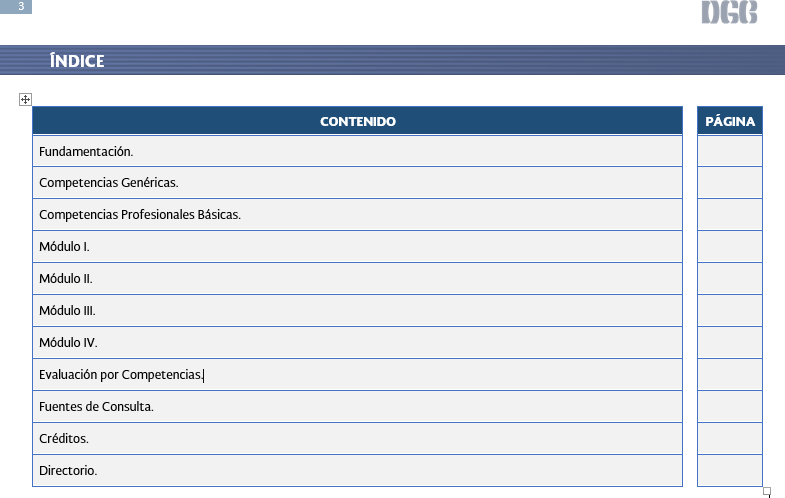 3
DGB
ÍNDICE
CONTENIDO PÁGINA
Fundamentación.
Competencias Genéricas.
Competencias Profesionales Básicas.
Módulo I.
Módulo II.
Módulo III.
Módulo IV.
Evaluación por Competencias.
Fuentes de Consulta.
Créditos.
Directorio.